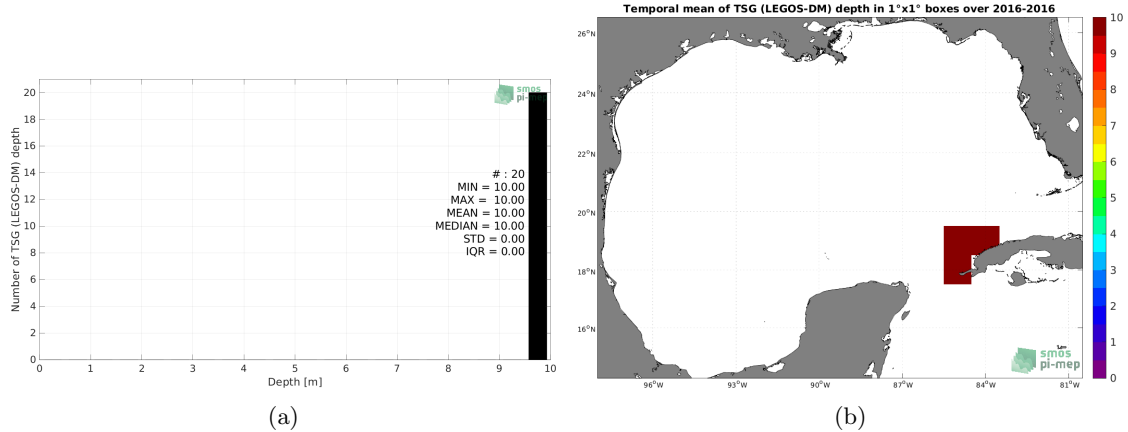 Number of TSG (LEGOS-DM) depth
20
18
16
14
12
10
8
6
4
2
0
smos
pi-mep
# : 20
MIN = 10.00
MAX = 10.00
MEAN = 10.00
MEDIAN = 10.00
STD = 0.00
IQR = 0.00
0 1 2 3 4 5 6 7 8 9 10
Depth [m]
(a)
Temporal mean of TSG (LEGOS-DM) depth in 1°x1° boxes over 2016-2016
26°N
24°N
22°N
20°N
18°N
16°N
96°W 93°W 90°W 87°W 84°W 81°W
smos
pi-mep
10
9
8
7
6
5
4
3
2
1
0
(b)